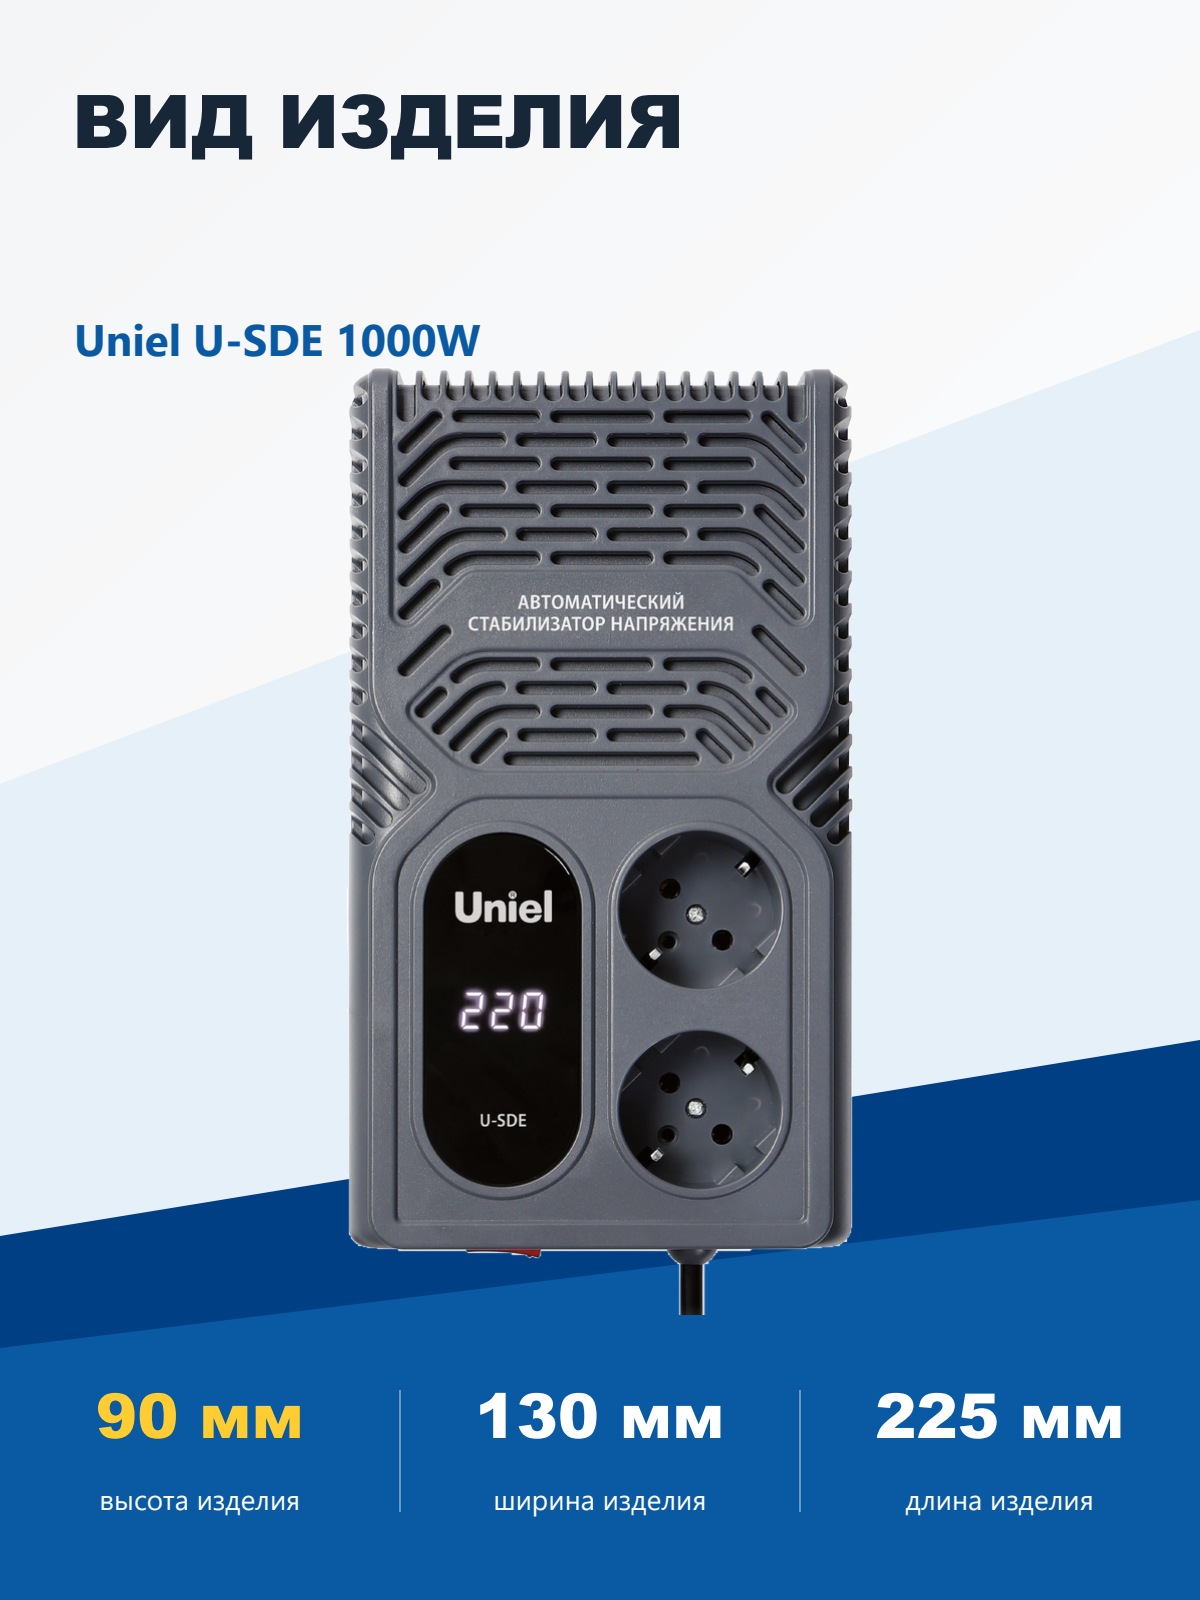 ВИД ИЗДЕЛИЯ
Uniel U-SDE 1000W
АВТОМАТИЧЕСКИЙ
СТАБИЛИЗАТОР НАПРЯЖЕНИЯ
Uniel
220
U-SDE
90 мм
130 мм
225 мм
высота изделия
ширина изделия
длина изделия